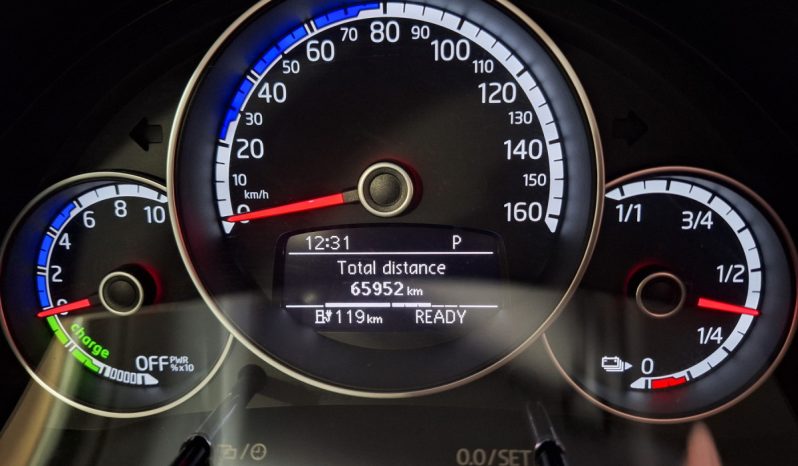 0 10 20 30 40 50 60 70 80 90 100 110 120 130 140 150 160
km/h
0 2 4 6 8 10
charge
OFF PWR %x10
12:31 P
Total distance
65952 km
119 km READY
1/1 3/4 1/2 1/4 0
0.0/SET